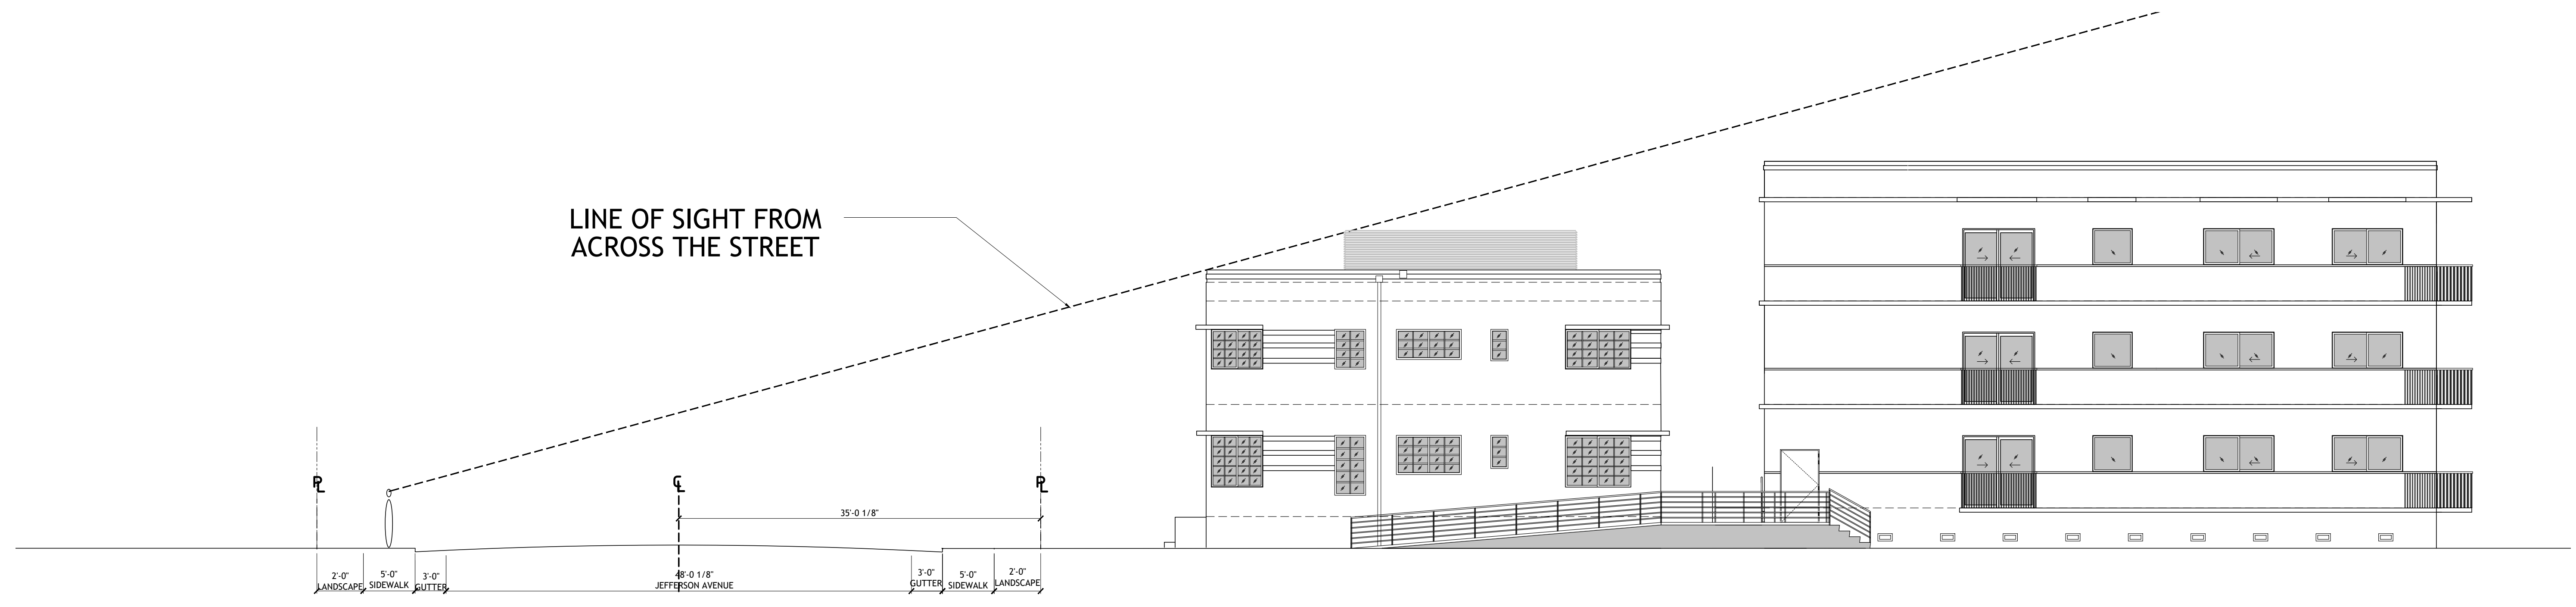 LINE OF SIGHT FROM
ACROSS THE STREET
PL
CL
PL
35'-0 1/8"
2'-0"
LANDSCAPE
5'-0"
SIDEWALK
3'-0"
GUTTER
48'-0 1/8"
JEFFERSON AVENUE
3'-0"
GUTTER
5'-0"
SIDEWALK
2'-0"
LANDSCAPE